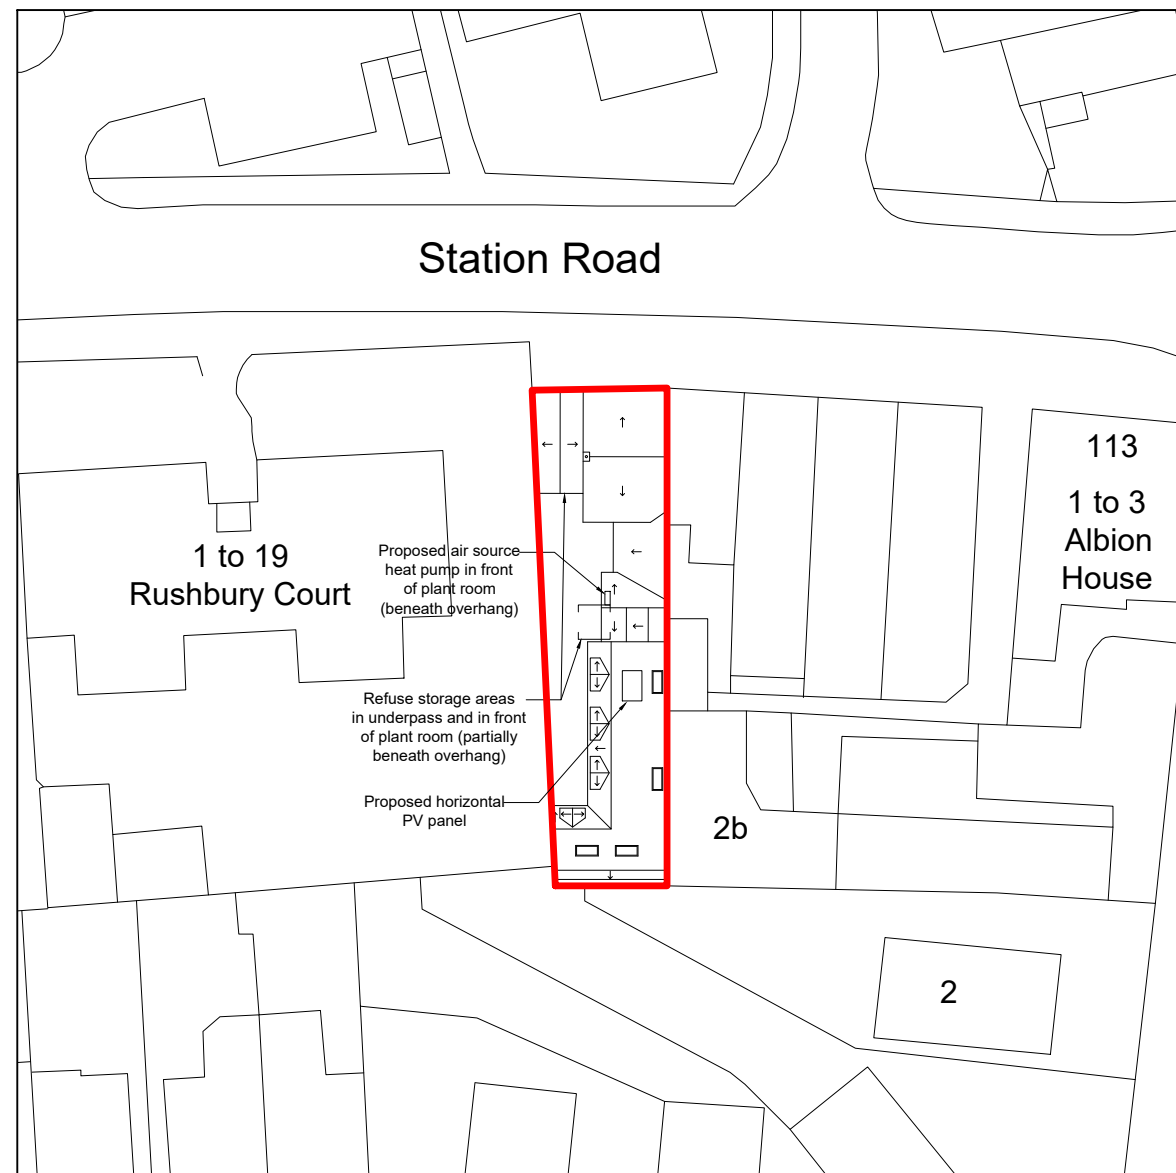 Station Road
113
1 to 3
Albion
House
1 to 19
Rushbury Court
Proposed air source
heat pump in front
of plant room
(beneath overhang)
Refuse storage areas
in underpass and in front
of plant room (partially
beneath overhang)
Proposed horizontal
PV panel
2b
2